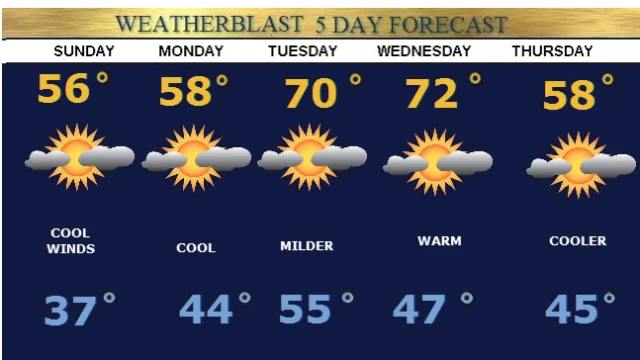 WEATHERBLAST 5 DAY FORECAST
SUNDAY MONDAY TUESDAY WEDNESDAY THURSDAY
56° 58° 70° 72° 58°
COOL
WINDS COOL MILDER WARM COOLER
37° 44° 55° 47° 45°